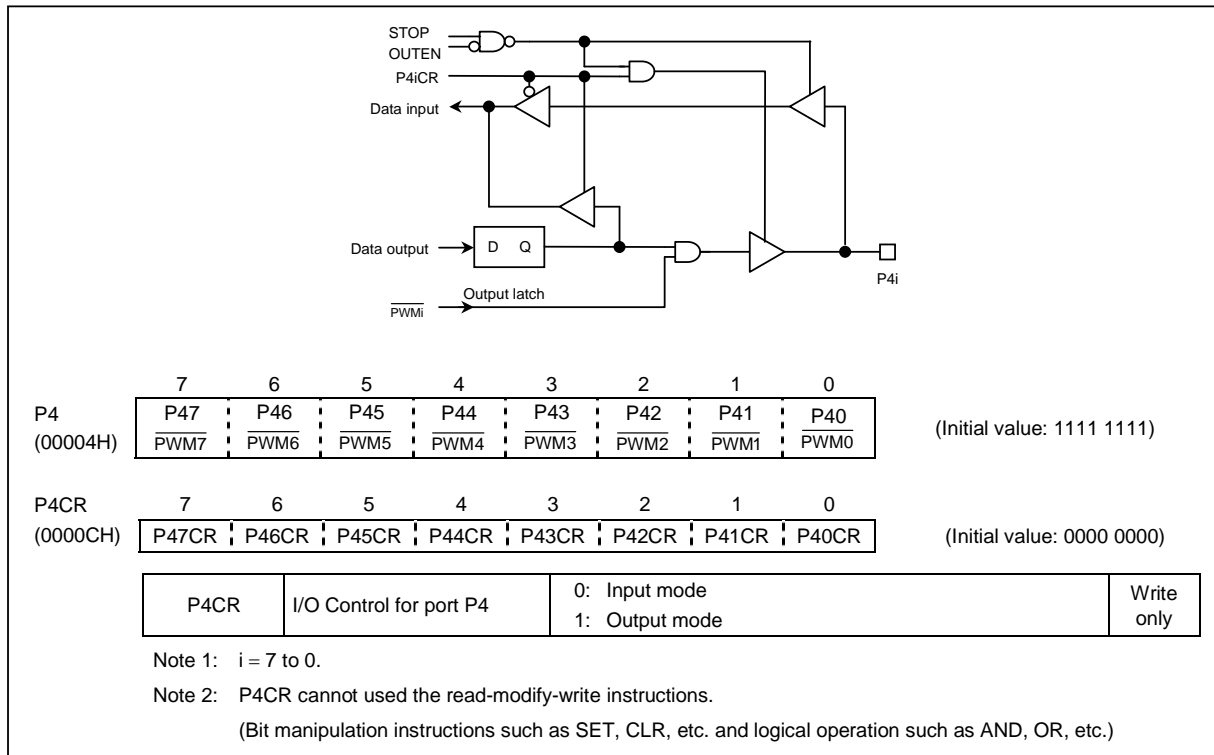 STOP
OUTEN
P4iCR
Data input
Data output
D Q
P4i
Output latch
PWMi
7 6 5 4 3 2 1 0
P4 P47 P46 P45 P44 P43 P42 P41 P40 (Initial value: 1111 1111)
(00004H) PWM7 PWM6 PWM5 PWM4 PWM3 PWM2 PWM1 PWM0
P4CR 7 6 5 4 3 2 1 0
(0000CH) P47CR P46CR P45CR P44CR P43CR P42CR P41CR P40CR (Initial value: 0000 0000)
P4CR I/O Control for port P4 0: Input mode Write
1: Output mode only
Note 1: i = 7 to 0.
Note 2: P4CR cannot used the read-modify-write instructions.
(Bit manipulation instructions such as SET, CLR, etc. and logical operation such as AND, OR, etc.)